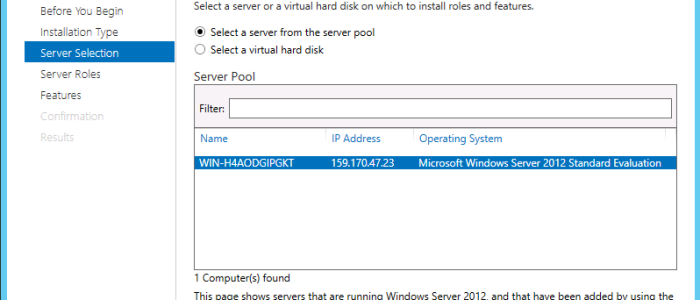 Before You Begin
Installation Type
Server Selection
Server Roles
Features
Confirmation
Results
Select a server or a virtual hard disk on which to install roles and features.
Select a server from the server pool
Select a virtual hard disk
Server Pool
Filter:
Name IP Address Operating System
WIN-H4AODGIPGKT 159.170.47.23 Microsoft Windows Server 2012 Standard Evaluation
1 Computer(s) found
This page shows servers that are running Windows Server 2012, and that have been added by using the